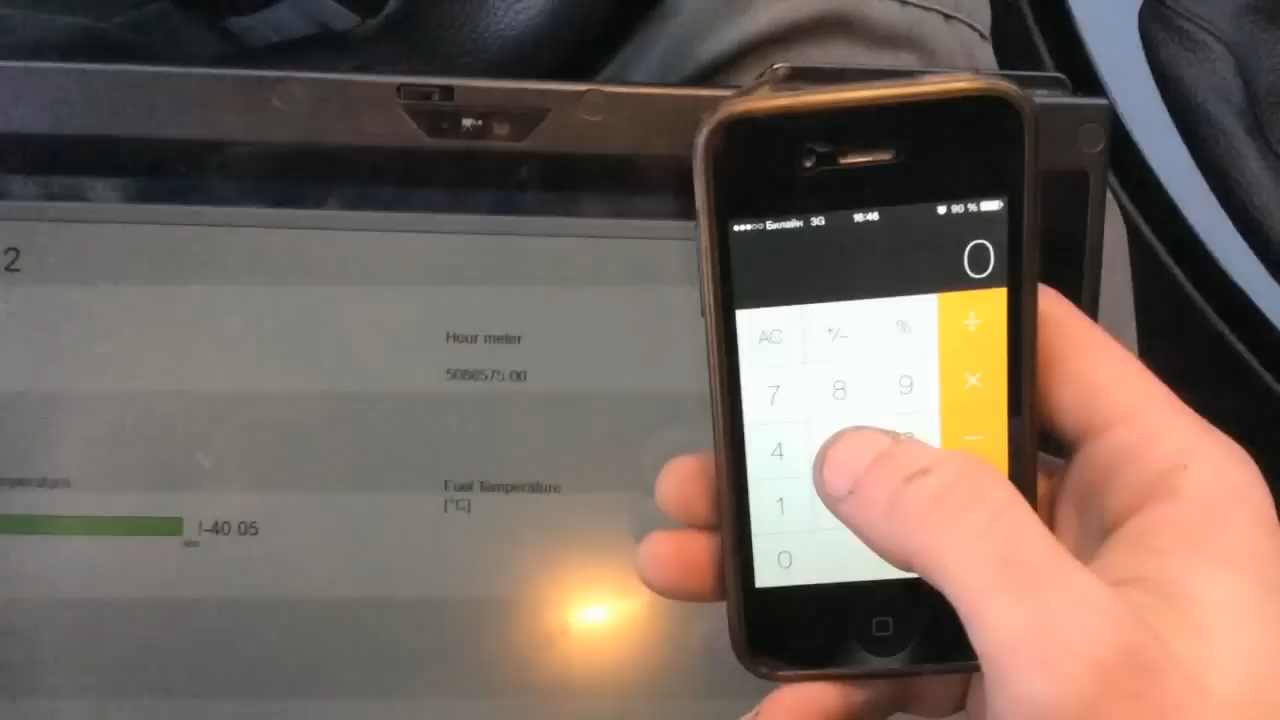 2
Hour meter
5088575.00
Fuel Temperature
[°C]
-40.05
Билайн 3G 16:46 90 %
0
AC +/- % ÷
7 8 9 ×
4 −
1
0